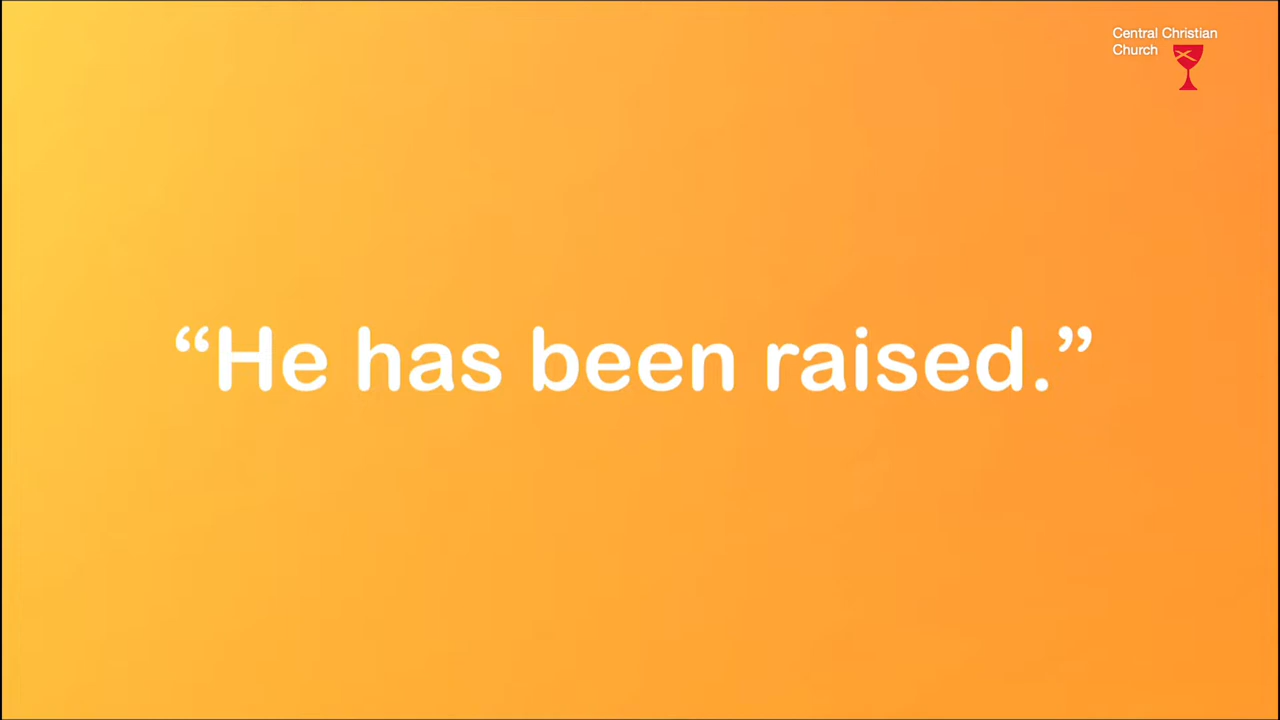 Central Christian
Church
“He has been raised.”